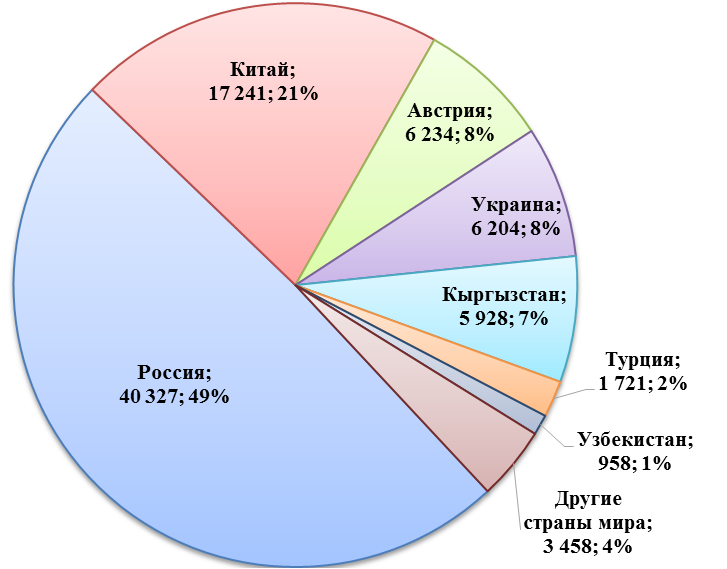 Китай;
17 241; 21%
Австрия;
6 234; 8%
Украина;
6 204; 8%
Кыргызстан;
5 928; 7%
Турция;
1 721; 2%
Узбекистан;
958; 1%
Другие
страны мира;
3 458; 4%
Россия;
40 327; 49%